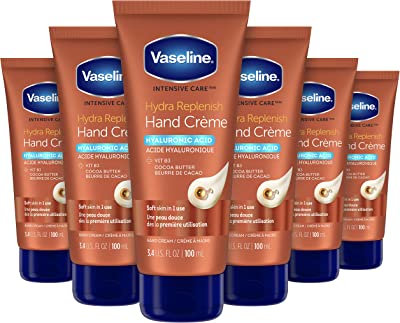 Vaseline.
INTENSIVE CARE™
Hydra Replenish
Hand Crème
HYALURONIC ACID
ACIDE HYALURONIQUE
+ VIT B3
COCOA BUTTER
BEURRE DE CACAO
Soft skin in 1 use
Une peau douce
dès la première utilisation
HAND CREAM / CRÈME À MAINS
3.4 U.S. FL OZ / 100 mL